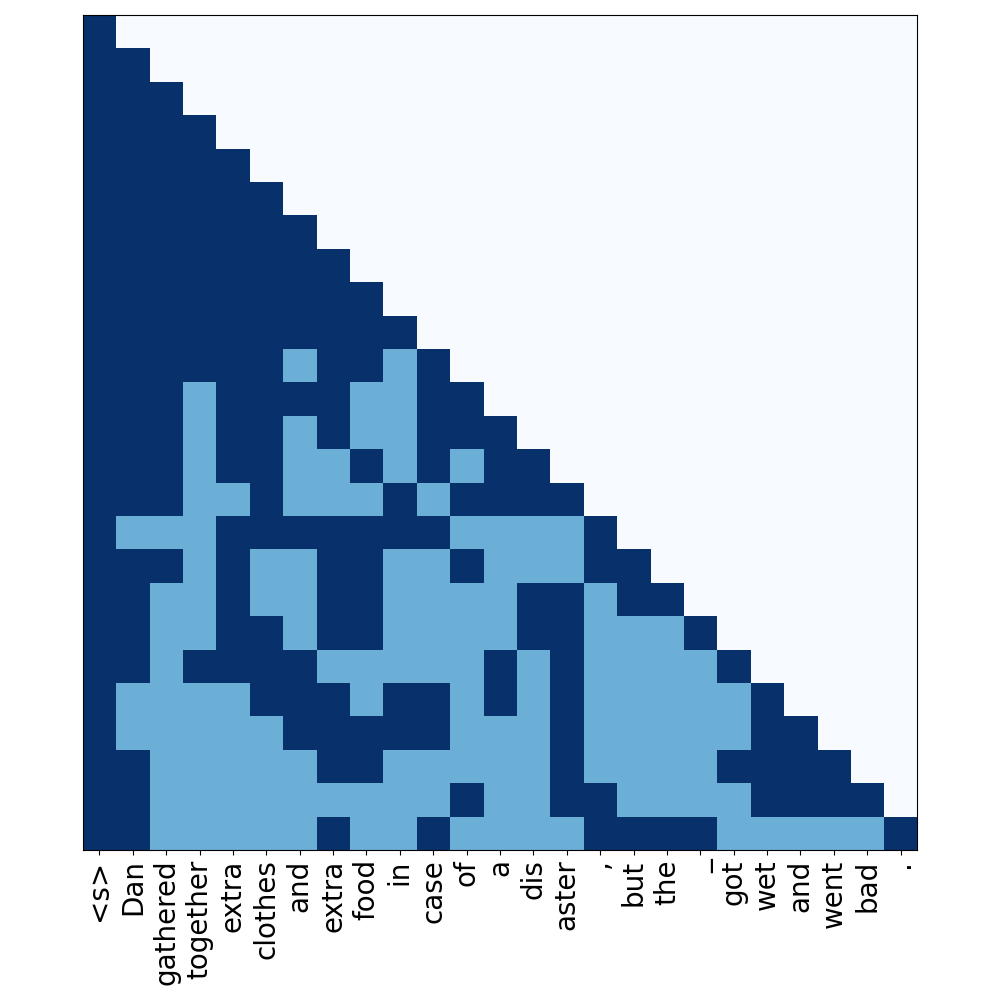 <s>
Dan
gathered
together
extra
clothes
and
extra
food
in
case
of
a
dis
aster
,
but
the
_
got
wet
and
went
bad
.